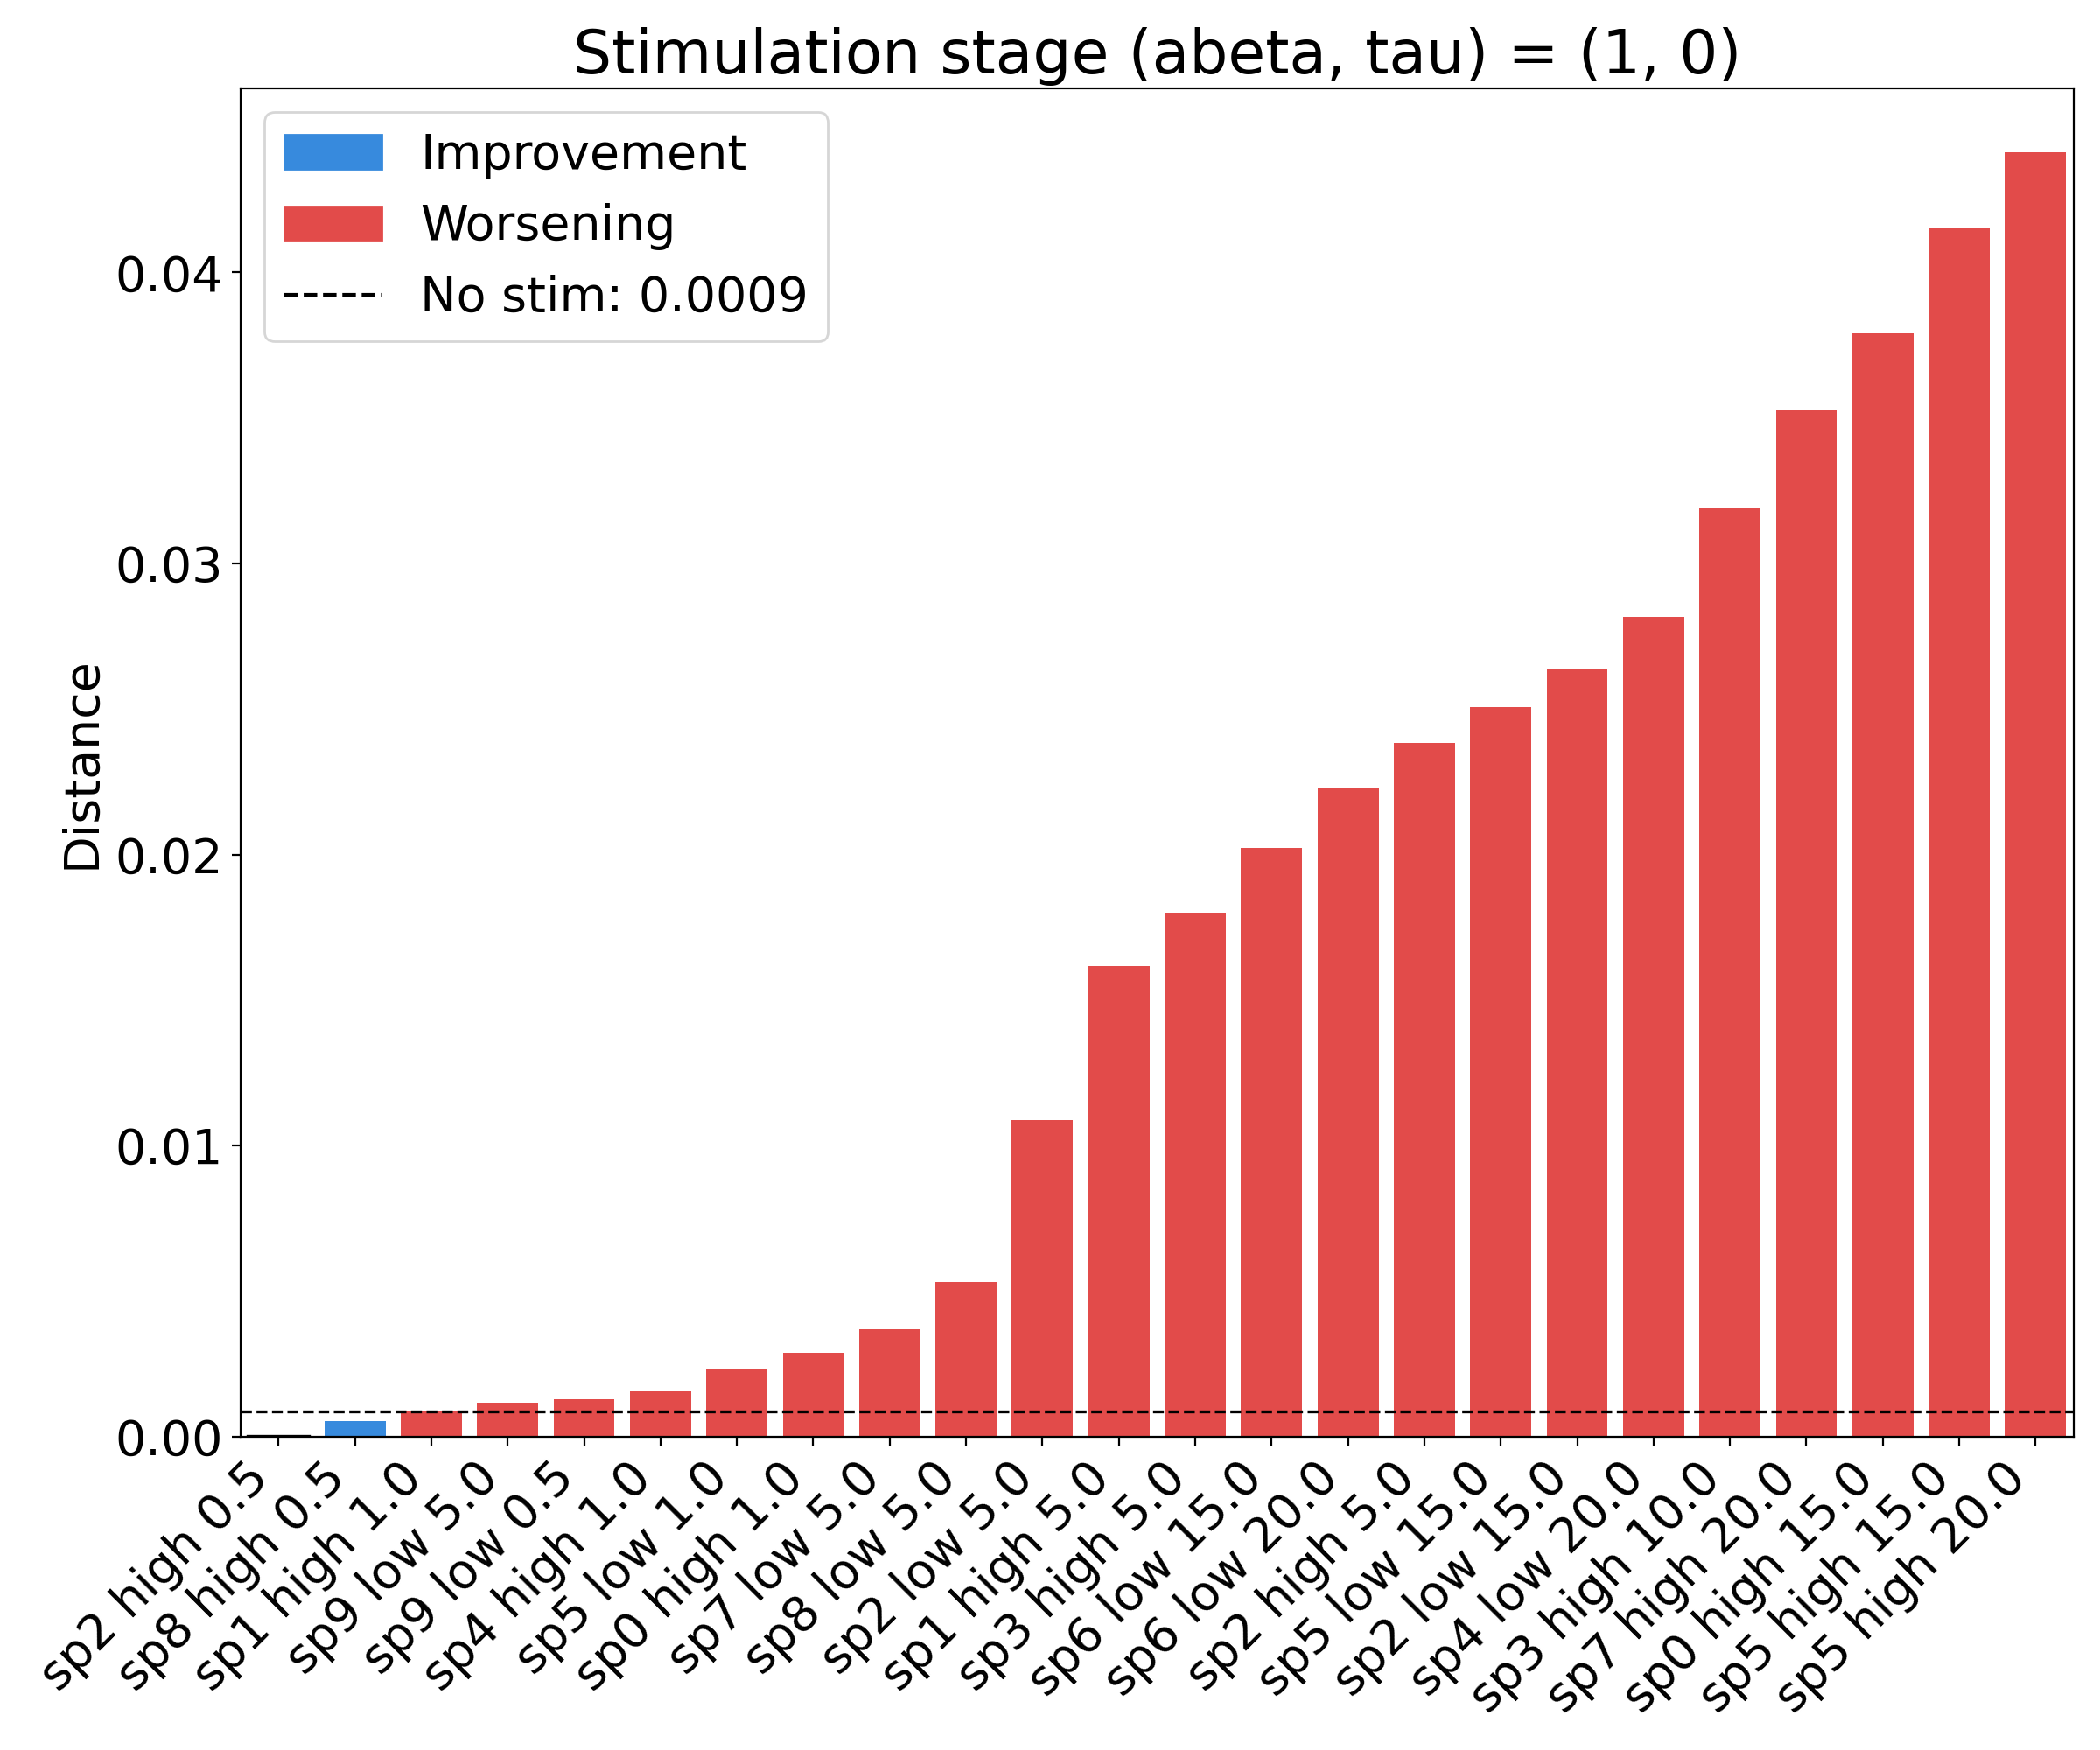 Stimulation stage (abeta, tau) = (1, 0)
Improvement
Worsening
No stim: 0.0009
Distance
0.04
0.03
0.02
0.01
0.00
sp2 high 0.5
sp8 high 0.5
sp1 high 1.0
sp9 low 5.0
sp9 low 0.5
sp4 high 1.0
sp5 low 1.0
sp0 high 1.0
sp7 low 5.0
sp8 low 5.0
sp2 low 5.0
sp1 high 5.0
sp3 high 5.0
sp6 low 15.0
sp6 low 20.0
sp2 high 5.0
sp5 low 15.0
sp2 low 15.0
sp4 low 20.0
sp3 high 10.0
sp7 high 20.0
sp0 high 15.0
sp5 high 15.0
sp5 high 20.0